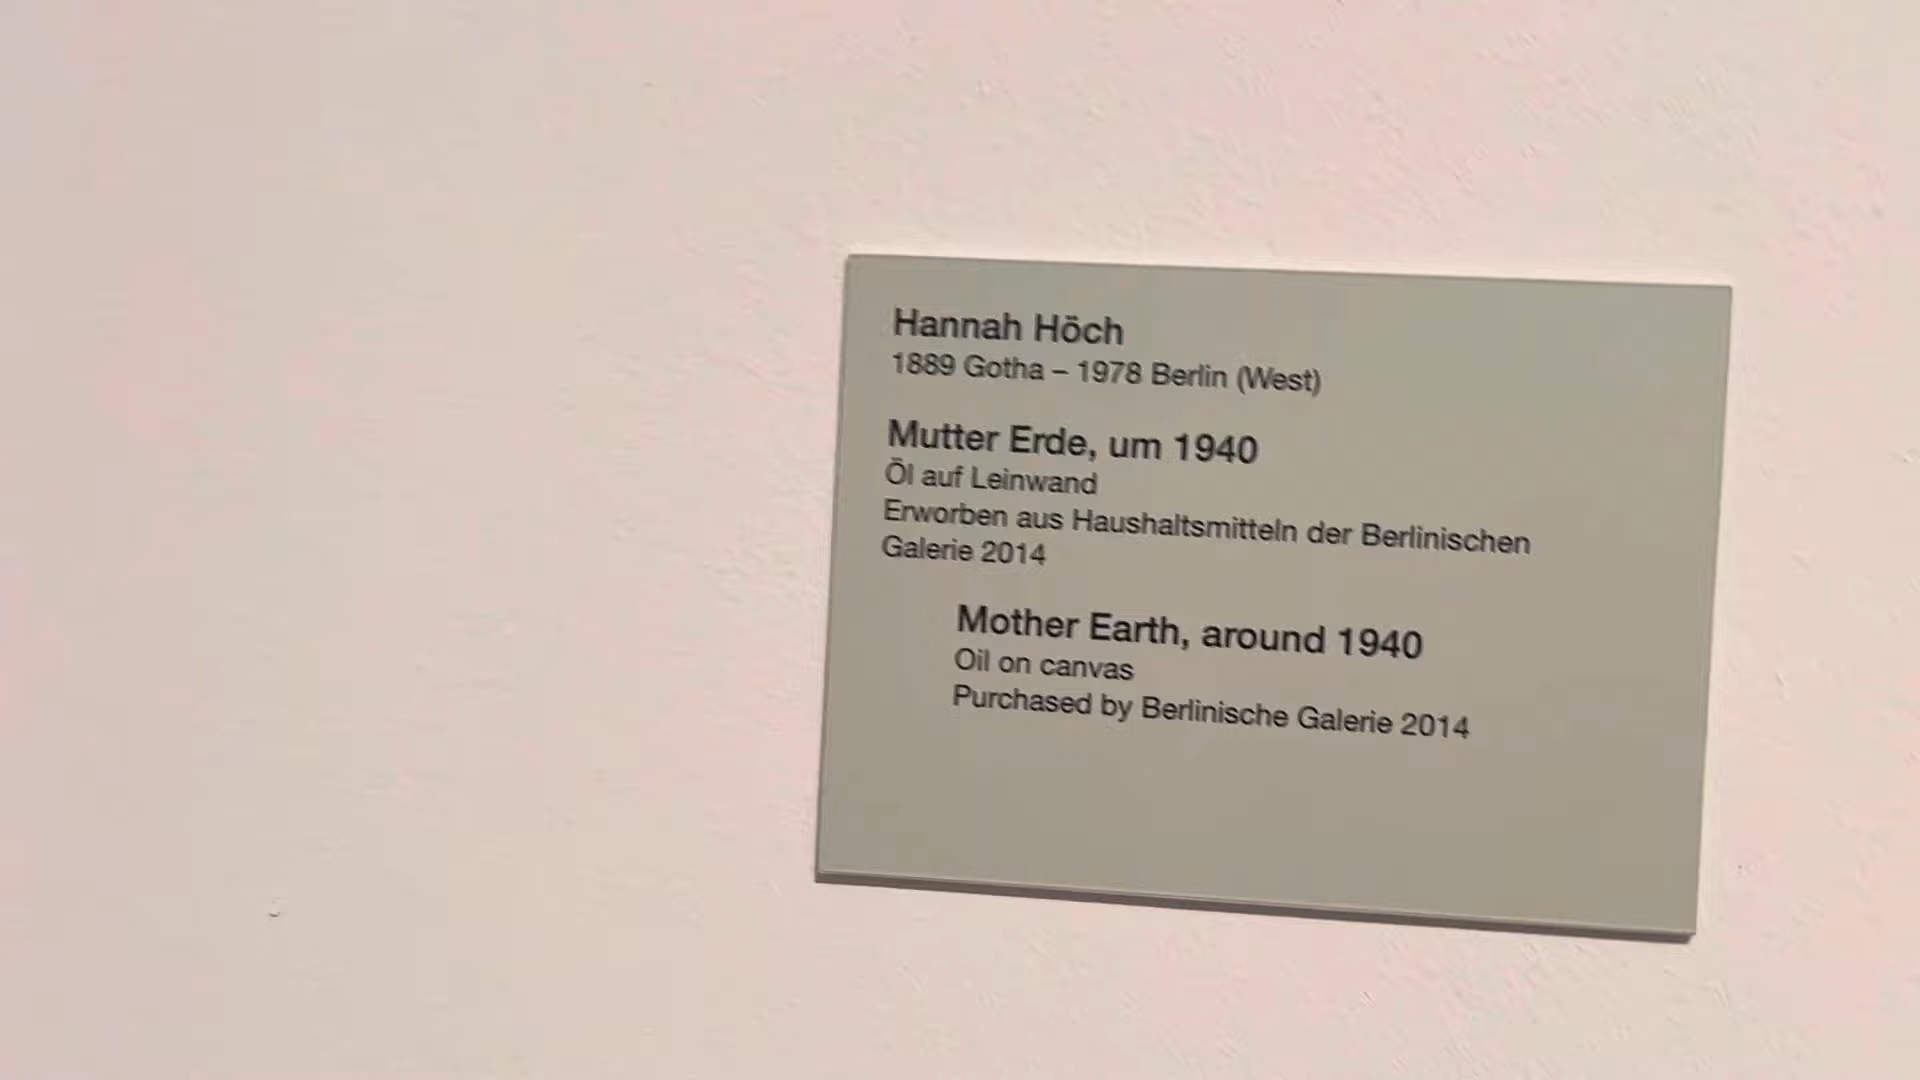 Hannah Höch
1889 Gotha – 1978 Berlin (West)
Mutter Erde, um 1940
Öl auf Leinwand
Erworben aus Haushaltsmitteln der Berlinischen
Galerie 2014
Mother Earth, around 1940
Oil on canvas
Purchased by Berlinische Galerie 2014